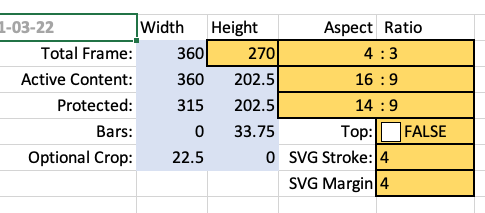 1-03-22 Width Height Aspect Ratio
Total Frame: 360 270 4 : 3
Active Content: 360 202.5 16 : 9
Protected: 315 202.5 14 : 9
Bars: 0 33.75 Top: FALSE
Optional Crop: 22.5 0 SVG Stroke: 4
SVG Margin 4